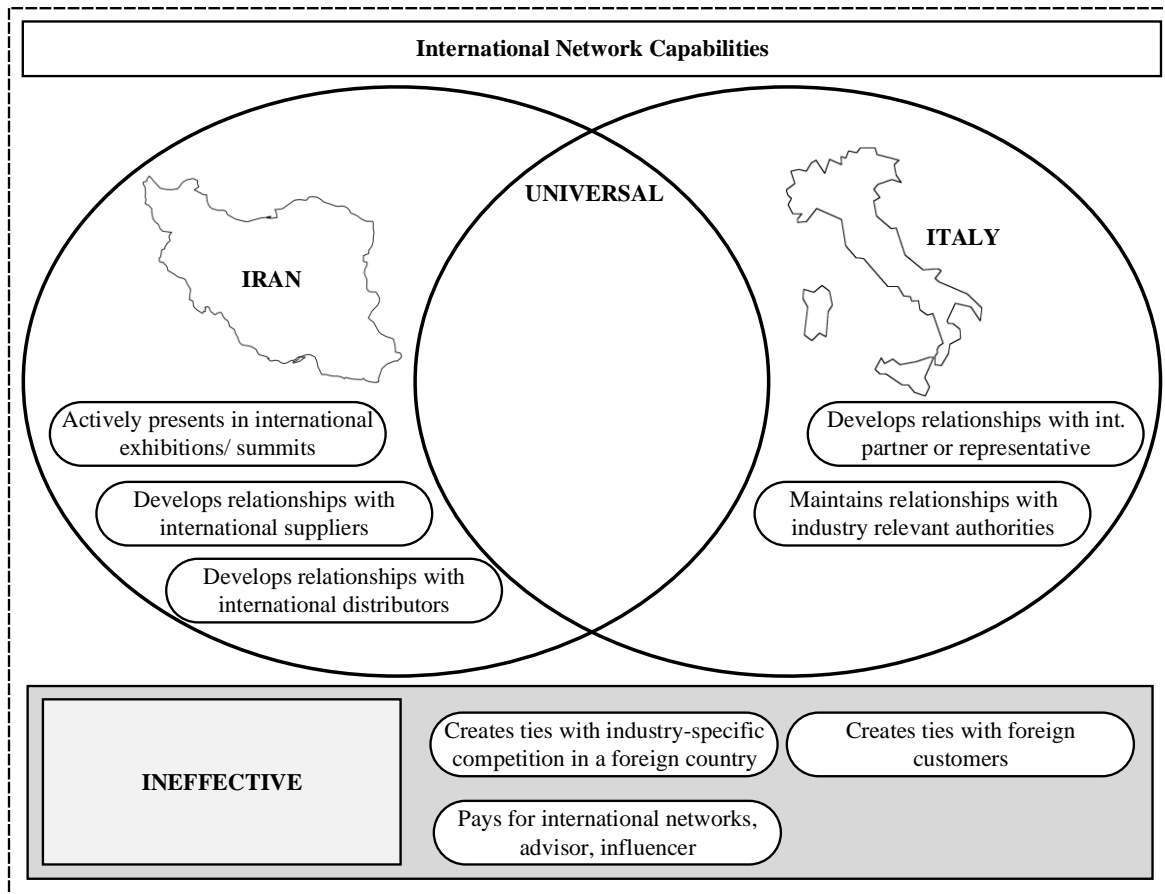 International Network Capabilities
UNIVERSAL
IRAN
ITALY
Actively presents in international
exhibitions/ summits
Develops relationships with
international suppliers
Develops relationships with
international distributors
Develops relationships with int.
partner or representative
Maintains relationships with
industry relevant authorities
INEFFECTIVE
Creates ties with industry-specific
competition in a foreign country
Creates ties with foreign
customers
Pays for international networks,
advisor, influencer